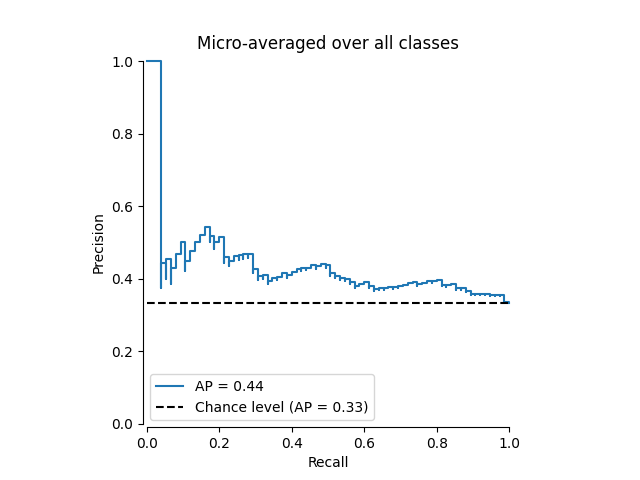 Micro-averaged over all classes
Precision
1.0
0.8
0.6
0.4
0.2
0.0
AP = 0.44
Chance level (AP = 0.33)
0.0 0.2 0.4 0.6 0.8 1.0
Recall